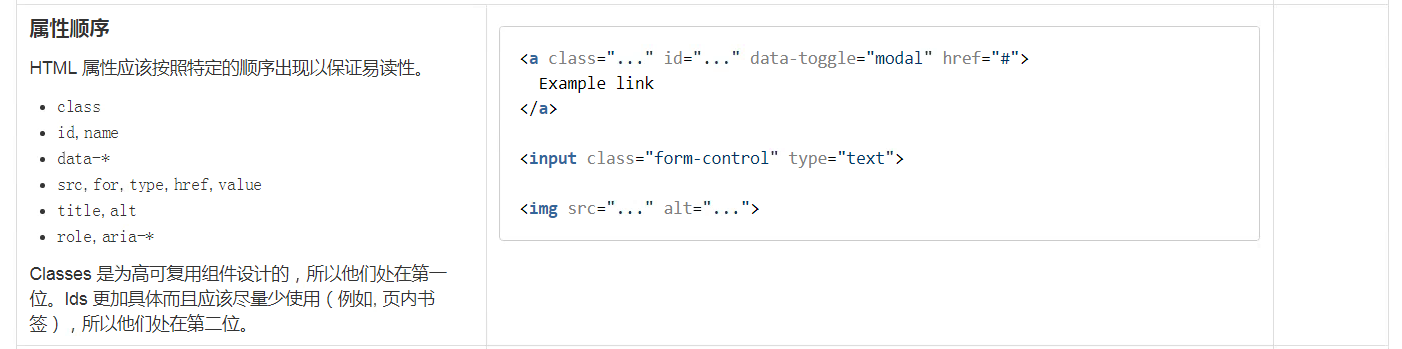 属性顺序
HTML 属性应该按照特定的顺序出现以保证易读性。
class
id,name
data-*
src,for,type,href,value
title,alt
role,aria-*
Classes 是为高可复用组件设计的，所以他们处在第一
位。Ids 更加具体而且应该尽量少使用（例如, 页内书
签），所以他们处在第二位。
<a class="..." id="..." data-toggle="modal" href="#">
  Example link
</a>
<input class="form-control" type="text">
<img src="..." alt="...">